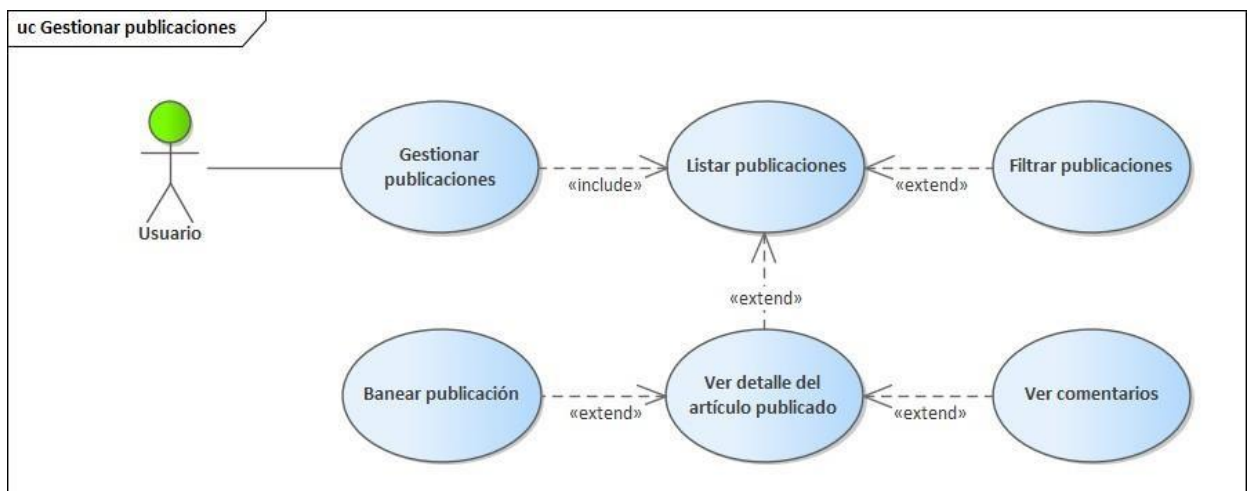 uc Gestionar publicaciones
Gestionar
publicaciones
«include»
Listar publicaciones
«extend»
Filtrar publicaciones
Usuario
«extend»
Banear publicación
«extend»
Ver detalle del
artículo publicado
«extend»
Ver comentarios